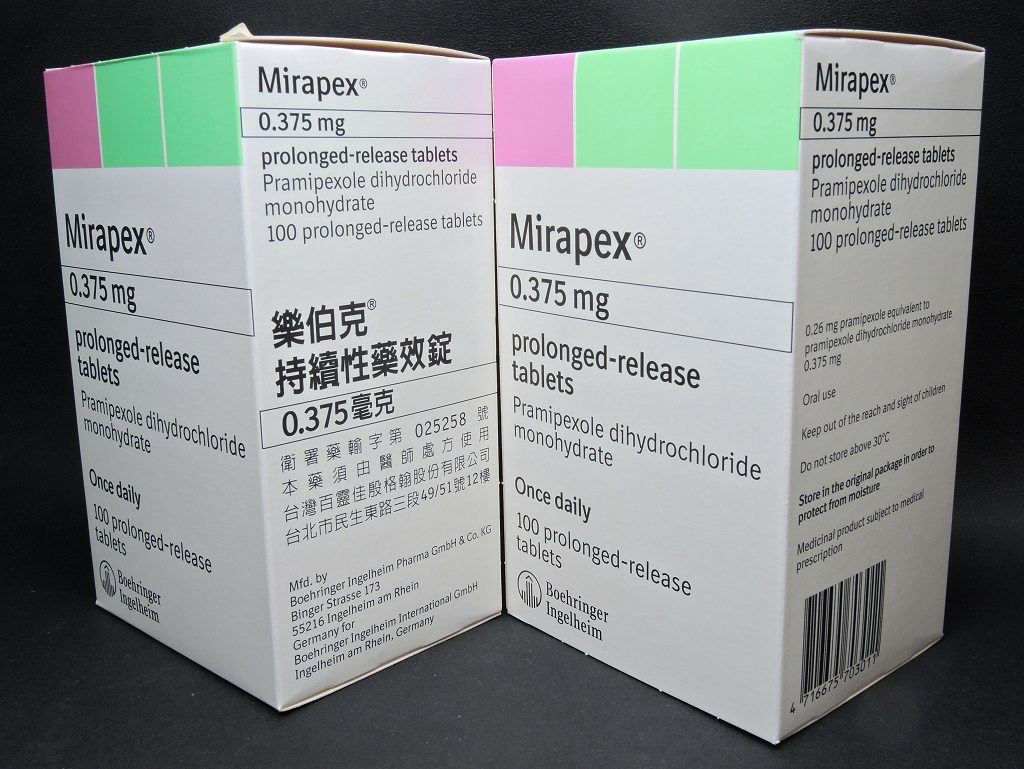 Mirapex®
0.375 mg
prolonged-release
tablets
Pramipexole dihydrochloride
monohydrate
Once daily
100 prolonged-release
tablets
Boehringer
Ingelheim
Mirapex®
0.375 mg
prolonged-release tablets
Pramipexole dihydrochloride
monohydrate
100 prolonged-release tablets
樂伯克®
持續性藥效錠
0.375毫克
衛署藥輸字第 025258 號
本藥須由醫師處方使用
台灣百靈佳殷格翰股份有限公司
台北市民生東路三段49/51號12樓
Mfd. by
Boehringer Ingelheim Pharma GmbH & Co. KG
Binger Strasse 173
55216 Ingelheim am Rhein
Germany for
Boehringer Ingelheim International GmbH
Ingelheim am Rhein, Germany
Mirapex®
0.375 mg
prolonged-release
tablets
Pramipexole dihydrochloride
monohydrate
Once daily
100 prolonged-release
tablets
Boehringer
Ingelheim
Mirapex®
0.375 mg
prolonged-release tablets
Pramipexole dihydrochloride
monohydrate
100 prolonged-release tablets
0.26 mg pramipexole equivalent to
pramipexole dihydrochloride monohydrate
0.375 mg
Oral use
Keep out of the reach and sight of children
Do not store above 30°C
Store in the original package in order to
protect from moisture
Medicinal product subject to medical
prescription
4 716675 703011